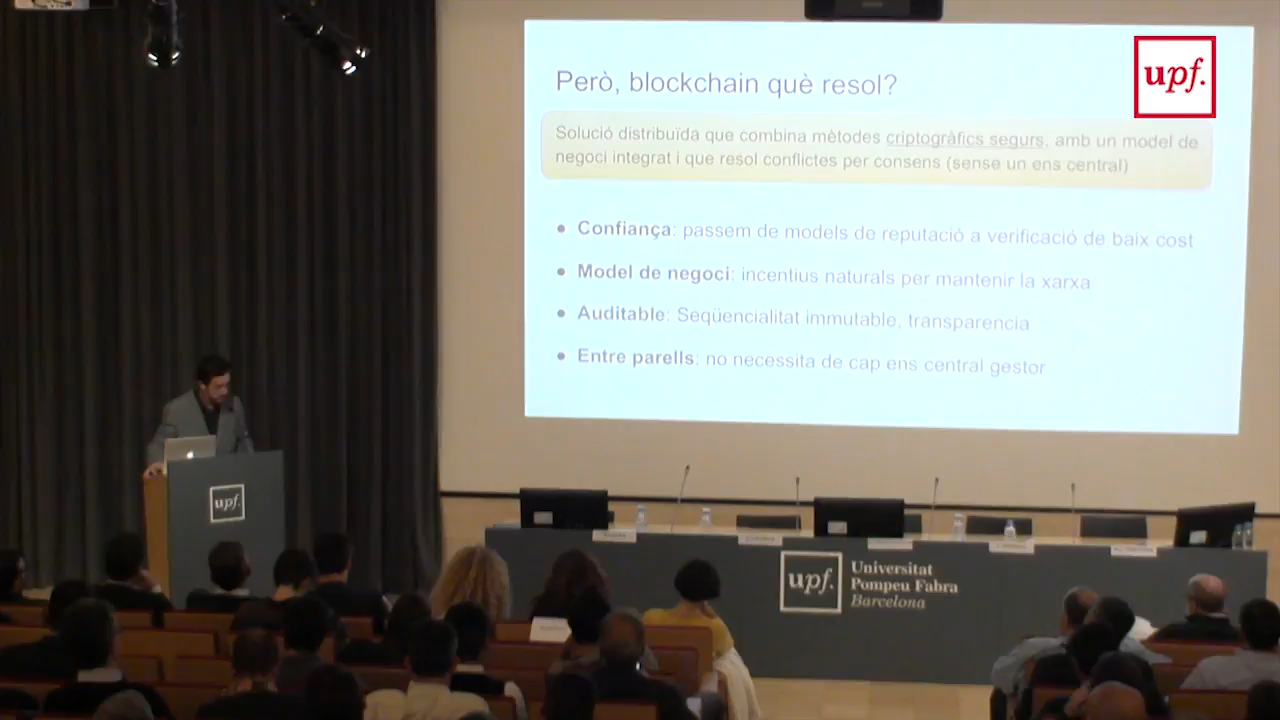 Però, blockchain què resol?
upf.
Solució distribuïda que combina mètodes criptogràfics segurs, amb un model de
negoci integrat i que resol conflictes per consens (sense un ens central)
Confiança: passem de models de reputació a verificació de baix cost
Model de negoci: incentius naturals per mantenir la xarxa
Auditable: Seqüencialitat immutable, transparencia
Entre parells: no necessita de cap ens central gestor
upf.
upf.
Universitat
Pompeu Fabra
Barcelona